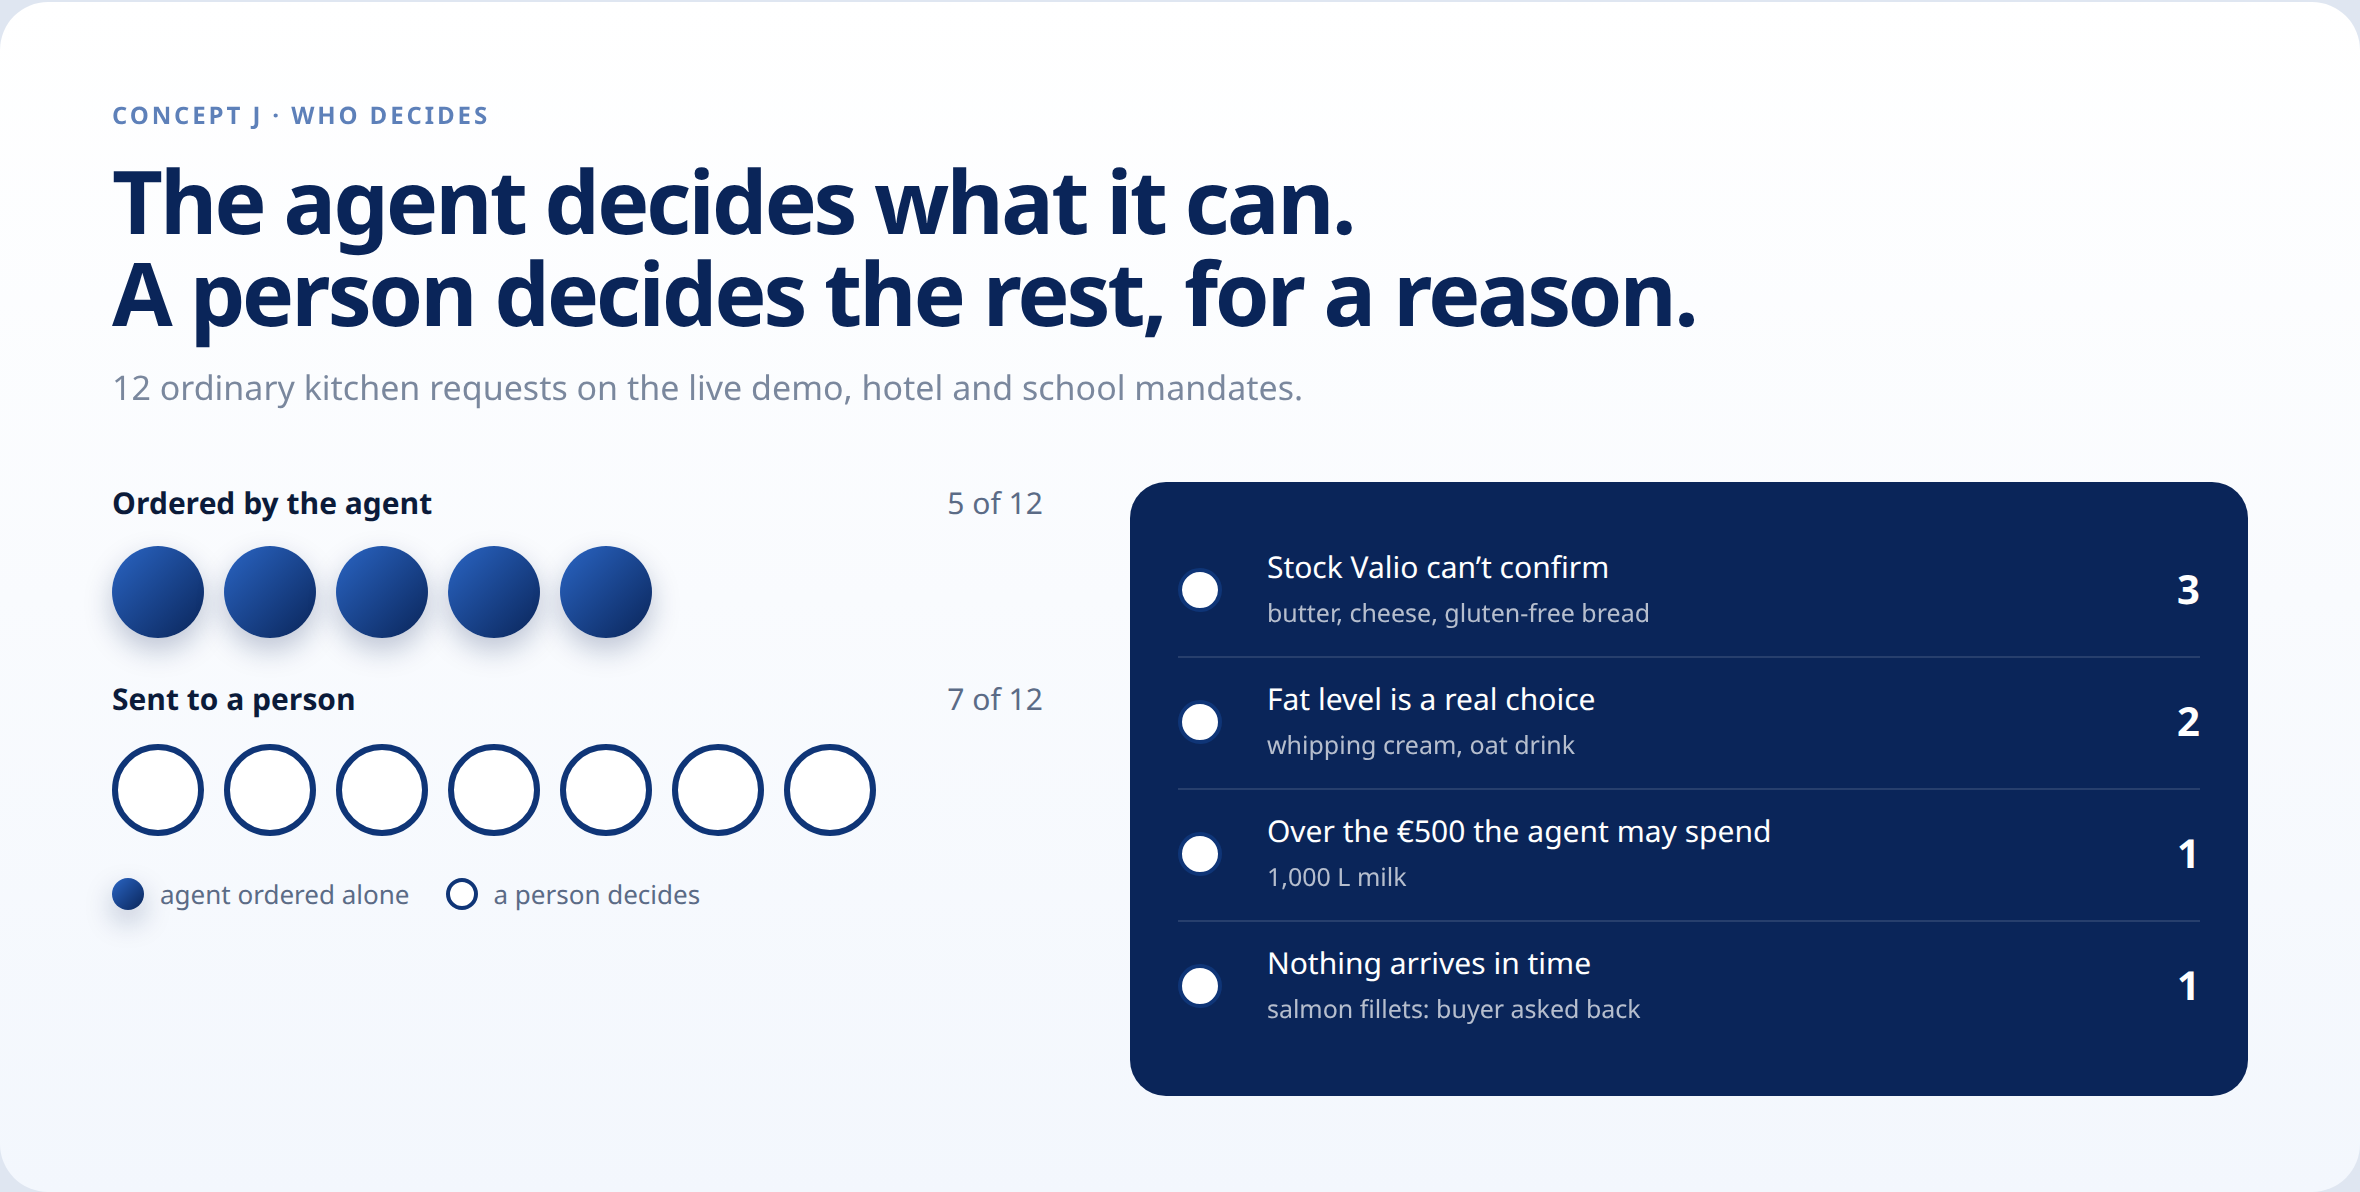 CONCEPT J · WHO DECIDES
The agent decides what it can.
A person decides the rest, for a reason.
12 ordinary kitchen requests on the live demo, hotel and school mandates.
Ordered by the agent
5 of 12
Sent to a person
7 of 12
agent ordered alone
a person decides
Stock Valio can’t confirm
butter, cheese, gluten-free bread
3
Fat level is a real choice
whipping cream, oat drink
2
Over the €500 the agent may spend
1,000 L milk
1
Nothing arrives in time
salmon fillets: buyer asked back
1